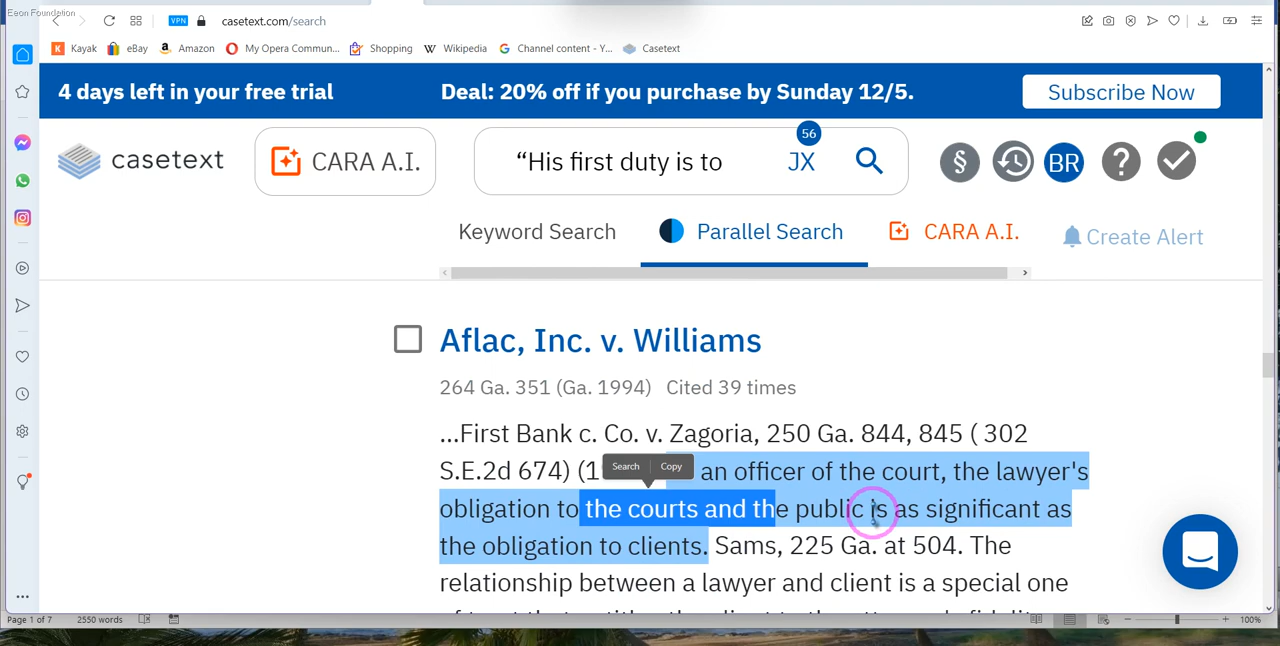 Eeon Foundation
VPN casetext.com/search
Kayak eBay Amazon My Opera Commun... Shopping Wikipedia Channel content - Y... Casetext
4 days left in your free trial Deal: 20% off if you purchase by Sunday 12/5. Subscribe Now
casetext CARA A.I. “His first duty is to 56 JX § BR ?
Keyword Search Parallel Search CARA A.I. Create Alert
Aflac, Inc. v. Williams
264 Ga. 351 (Ga. 1994) Cited 39 times
...First Bank c. Co. v. Zagoria, 250 Ga. 844, 845 ( 302
Search Copy
S.E.2d 674) (1 an officer of the court, the lawyer's
obligation to the courts and the public is as significant as
the obligation to clients. Sams, 225 Ga. at 504. The
relationship between a lawyer and client is a special one
Page 1 of 7 2550 words 100%